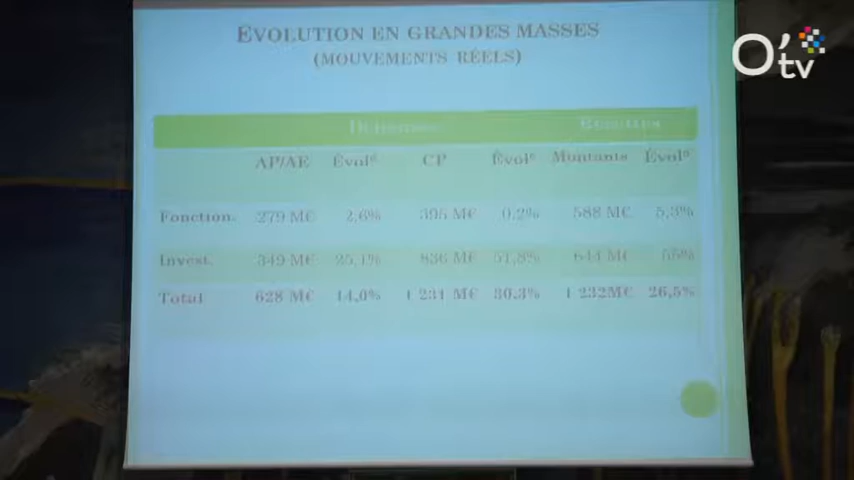 O'tv
EVOLUTION EN GRANDES MASSES
(MOUVEMENTS RÉELS)
DÉPENSES RECETTES
AP/AE Évol° CP Évol° Montants Évol°
Fonction. 279 M€ 2,6% 395 M€ 0,2% 588 M€ 5,3%
Invest. 349 M€ 25,1% 836 M€ 51,8% 644 M€ 55%
Total 628 M€ 14,0% 1 231 M€ 30,3% 1 232M€ 26,5%